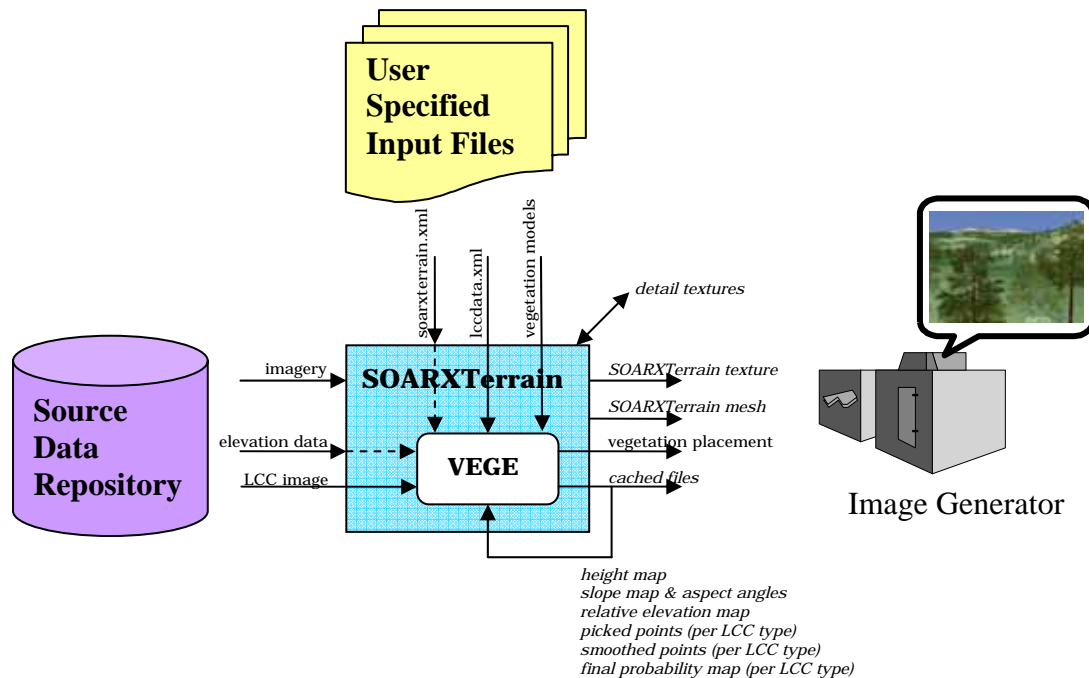 User
Specified
Input Files
soarxterrain.xml
lccdata.xml
vegetation models
detail textures
Source
Data
Repository
imagery
elevation data
LCC image
SOARXTerrain
VEGE
SOARXTerrain texture
SOARXTerrain mesh
vegetation placement
cached files
Image Generator
height map
slope map & aspect angles
relative elevation map
picked points (per LCC type)
smoothed points (per LCC type)
final probability map (per LCC type)